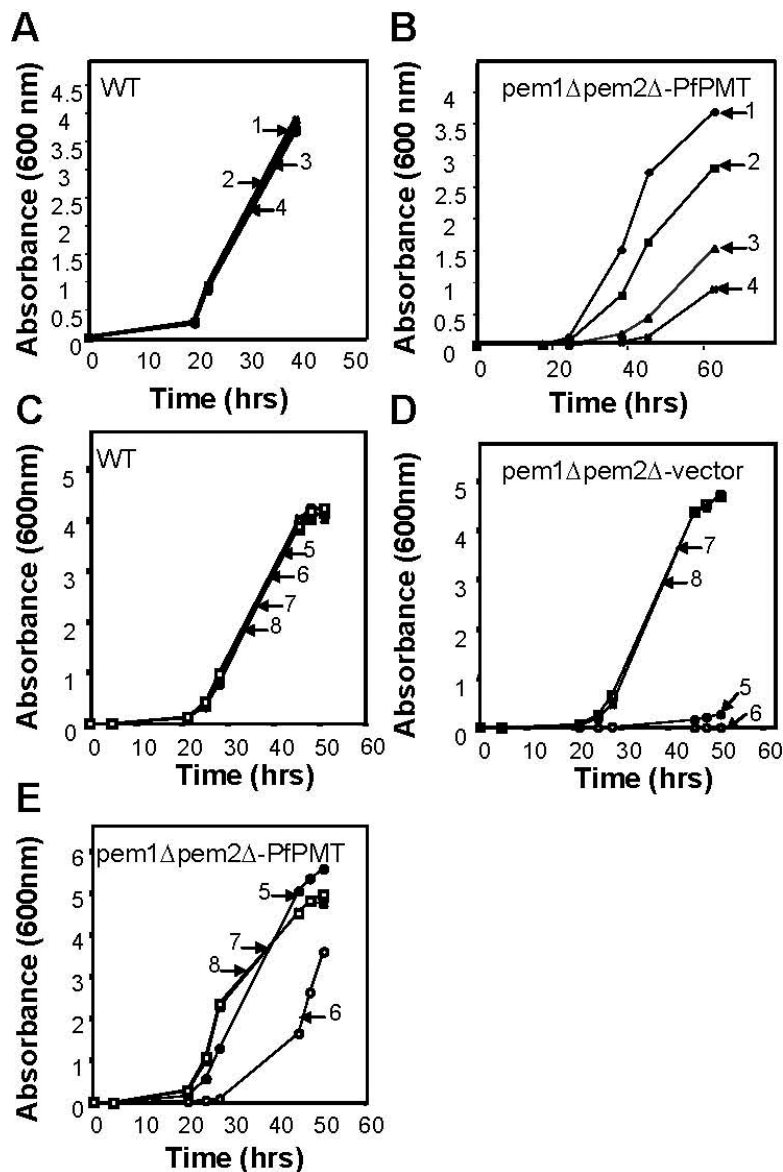 A
B
Absorbance (600 nm)
4.5
4
3.5
3
2.5
2
1.5
1
0.5
0
WT
1
2
3
4
0 10 20 30 40 50
Time (hrs)
Absorbance (600 nm)
4
3.5
3
2.5
2
1.5
1
0.5
0
pem1Δpem2Δ-PfPMT
1
2
3
4
0 20 40 60
Time (hrs)
C
D
Absorbance (600nm)
5
4
3
2
1
0
WT
5
6
7
8
0 10 20 30 40 50 60
Time (hrs)
Absorbance (600nm)
5
4
3
2
1
0
pem1Δpem2Δ-vector
7
8
5
6
0 10 20 30 40 50 60
Time (hrs)
E
Absorbance (600nm)
6
5
4
3
2
1
0
pem1Δpem2Δ-PfPMT
5
7
8
6
0 10 20 30 40 50 60
Time (hrs)